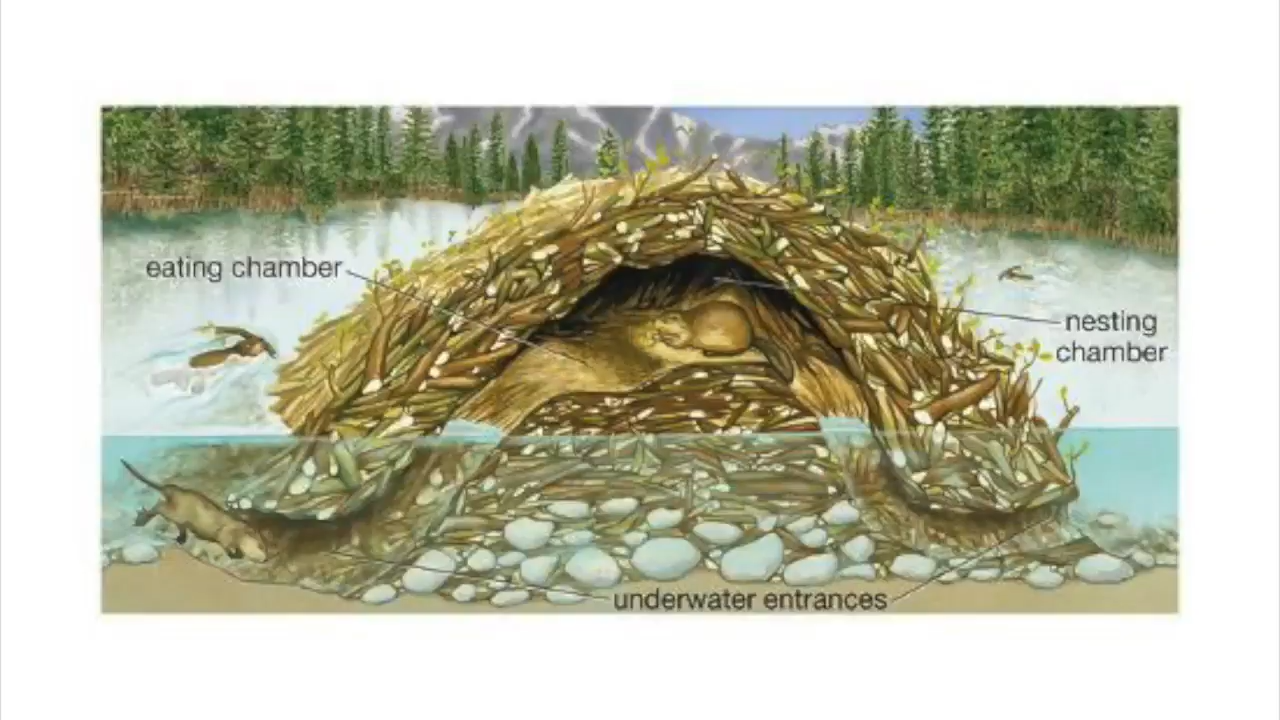 eating chamber
nesting
chamber
underwater entrances